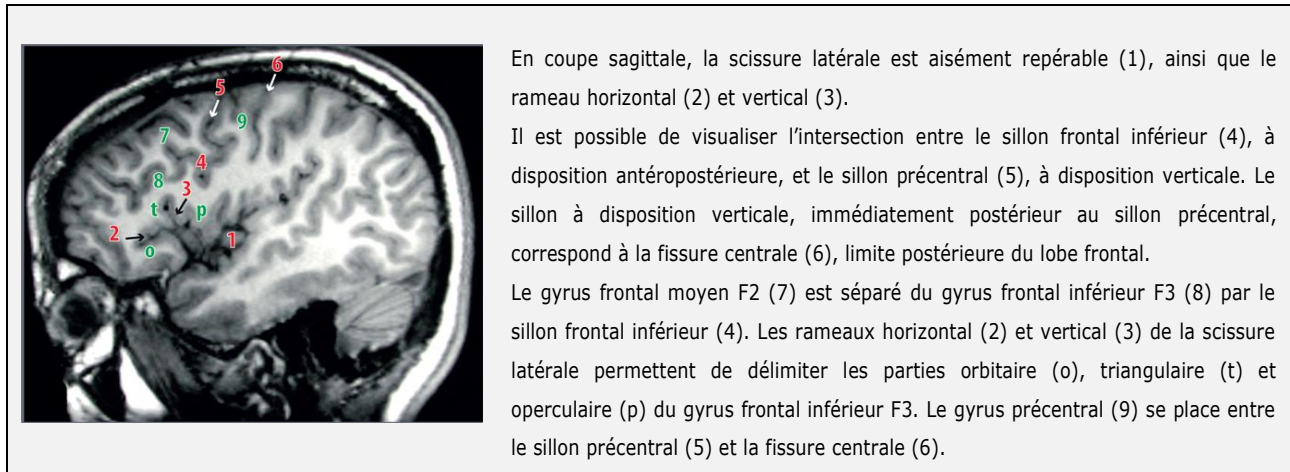 6
5
9
7
4
3
8
t
p
2
1
o
En coupe sagittale, la scissure latérale est aisément repérable (1), ainsi que le
rameau horizontal (2) et vertical (3).
Il est possible de visualiser l’intersection entre le sillon frontal inférieur (4), à
disposition antéropostérieure, et le sillon précentral (5), à disposition verticale. Le
sillon à disposition verticale, immédiatement postérieur au sillon précentral,
correspond à la fissure centrale (6), limite postérieure du lobe frontal.
Le gyrus frontal moyen F2 (7) est séparé du gyrus frontal inférieur F3 (8) par le
sillon frontal inférieur (4). Les rameaux horizontal (2) et vertical (3) de la scissure
latérale permettent de délimiter les parties orbitaire (o), triangulaire (t) et
operculaire (p) du gyrus frontal inférieur F3. Le gyrus précentral (9) se place entre
le sillon précentral (5) et la fissure centrale (6).